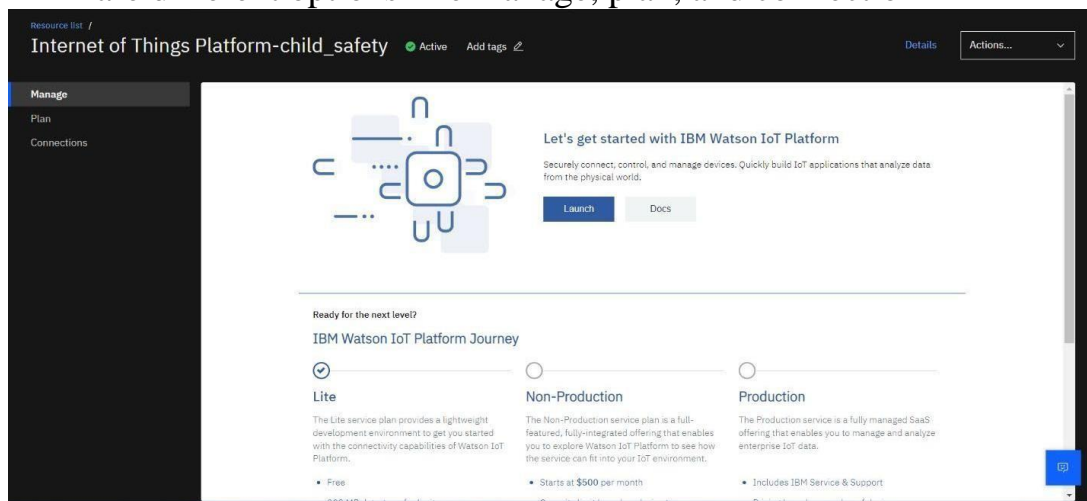 Resource list /
Internet of Things Platform-child_safety Active Add tags Details Actions...
Manage
Plan
Connections
Let's get started with IBM Watson IoT Platform
Securely connect, control, and manage devices. Quickly build IoT applications that analyze data
from the physical world.
Launch Docs
Ready for the next level?
IBM Watson IoT Platform Journey
Lite
The Lite service plan provides a lightweight
development environment to get you started
with the connectivity capabilities of Watson IoT
Platform.
• Free
Non-Production
The Non-Production service plan is a full-
featured, fully-integrated offering that enables
you to explore Watson IoT Platform to see how
the service can fit into your IoT environment.
• Starts at $500 per month
Production
The Production service is a fully managed SaaS
offering that enables you to manage and analyze
enterprise IoT data.
• Includes IBM Service & Support